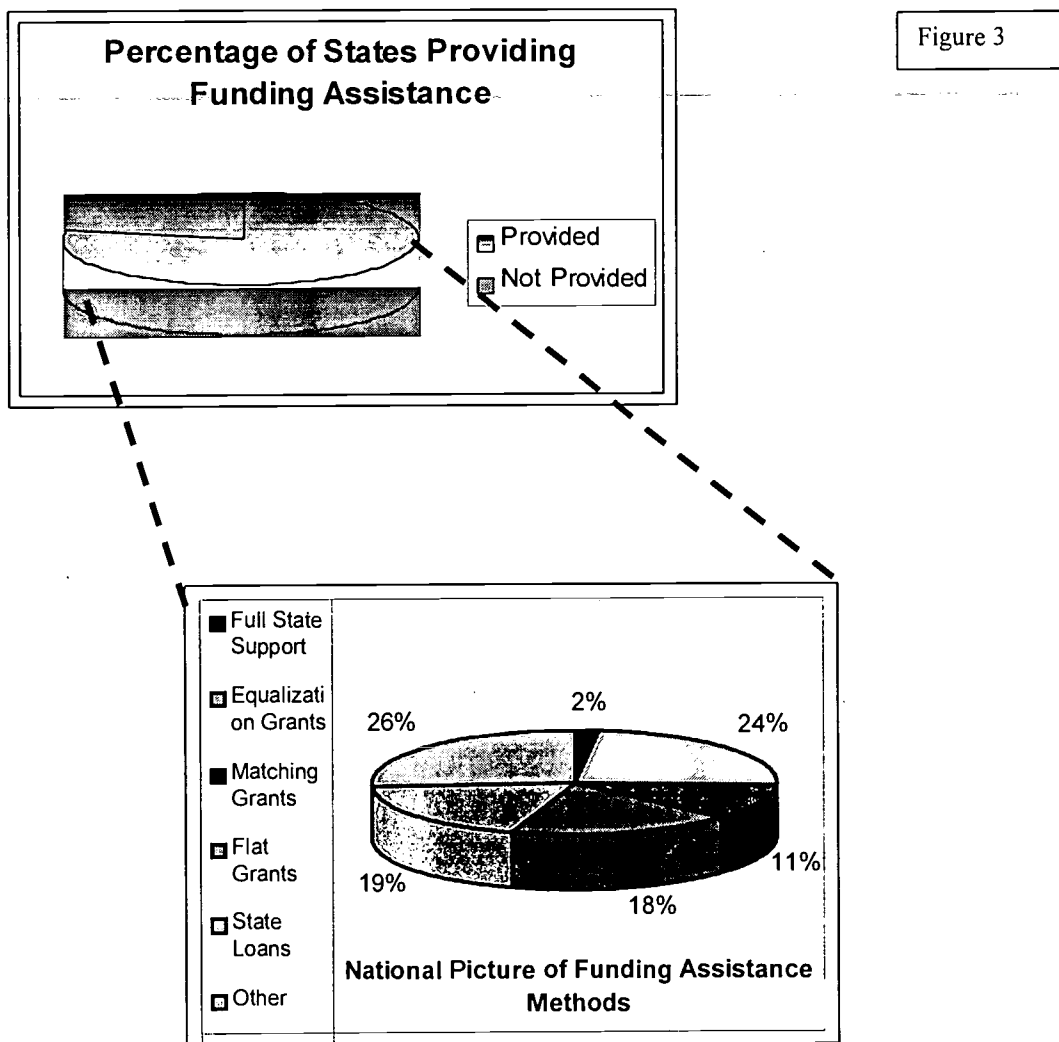 Figure 3
Percentage of States Providing
Funding Assistance
Provided
Not Provided
Full State
Support
Equalizati
on Grants
Matching
Grants
Flat
Grants
State
Loans
Other
26%
2%
24%
19%
18%
11%
National Picture of Funding Assistance
Methods